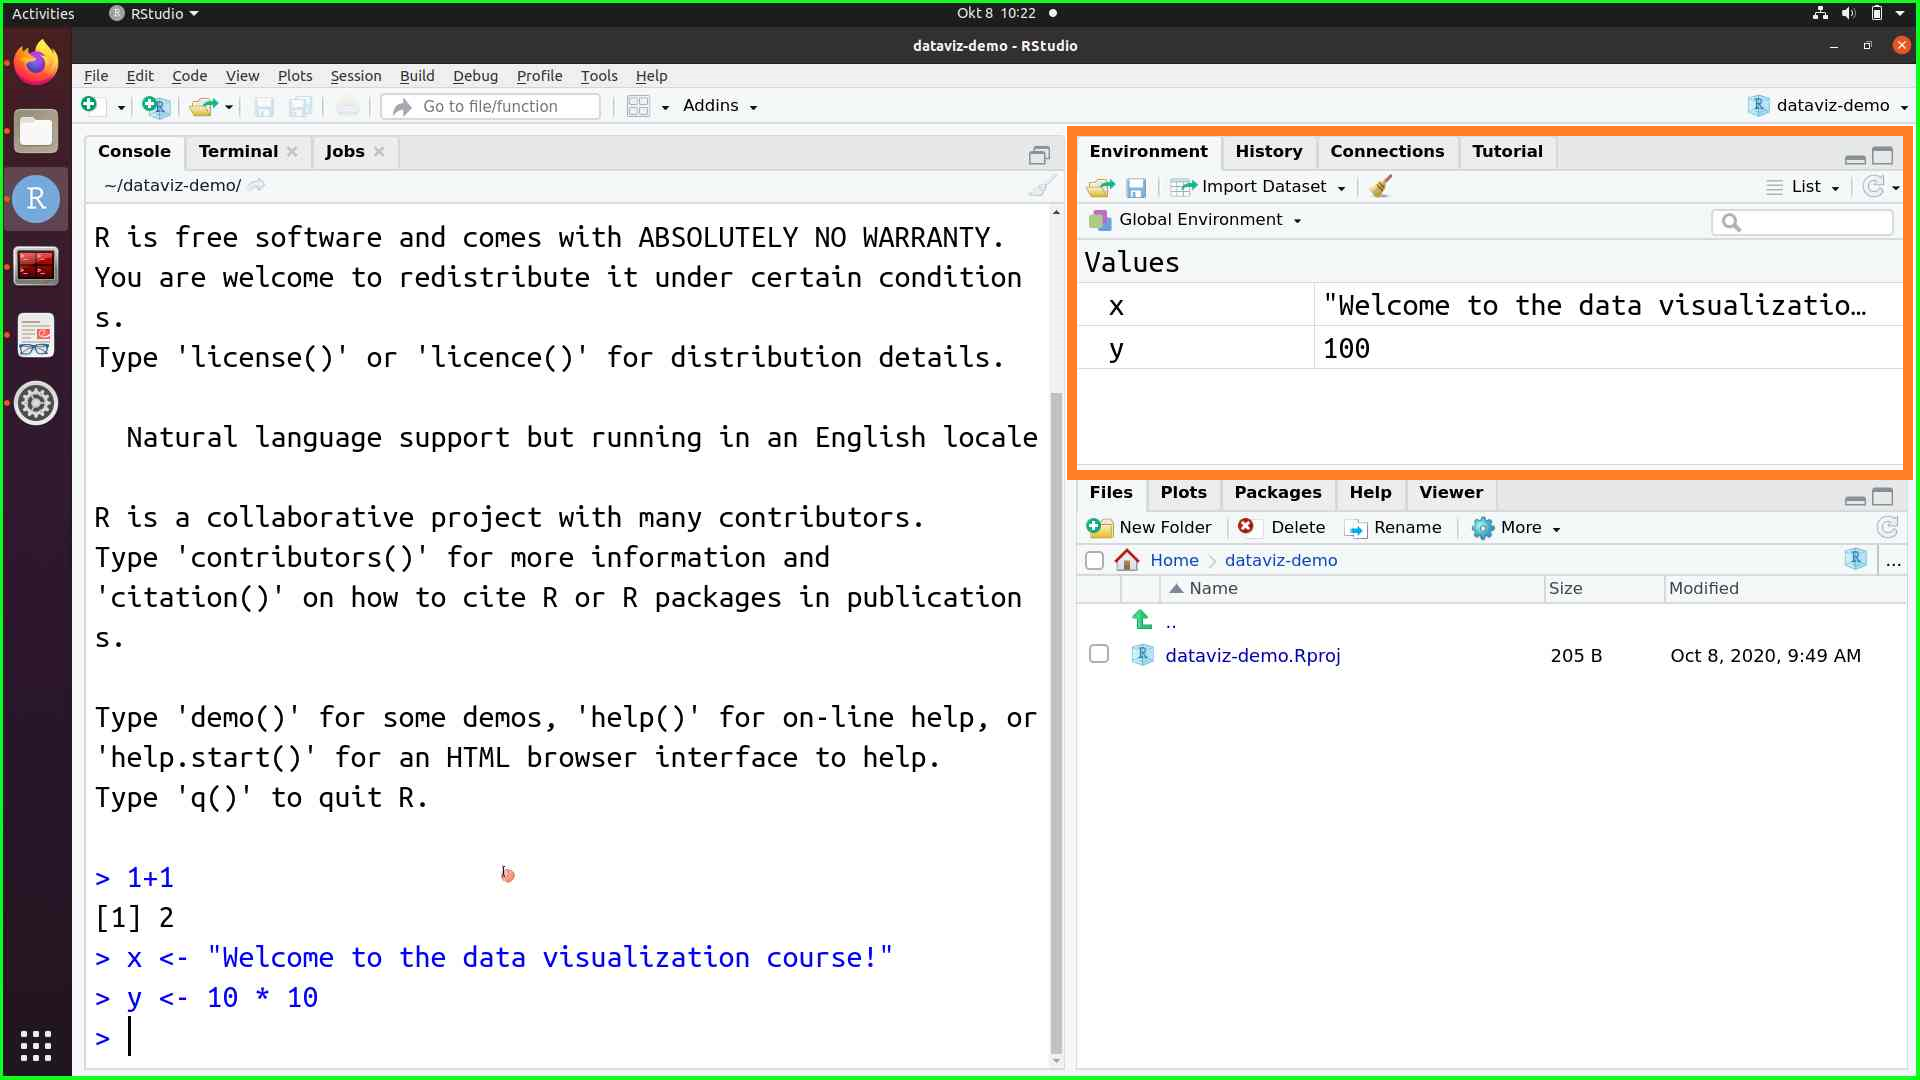 Activities RStudio Okt 8 10:22
dataviz-demo - RStudio
File Edit Code View Plots Session Build Debug Profile Tools Help
Go to file/function Addins dataviz-demo
Console Terminal Jobs
~/dataviz-demo/
R is free software and comes with ABSOLUTELY NO WARRANTY.
You are welcome to redistribute it under certain condition
s.
Type 'license()' or 'licence()' for distribution details.
Natural language support but running in an English locale
R is a collaborative project with many contributors.
Type 'contributors()' for more information and
'citation()' on how to cite R or R packages in publication
s.
Type 'demo()' for some demos, 'help()' for on-line help, or
'help.start()' for an HTML browser interface to help.
Type 'q()' to quit R.
> 1+1
[1] 2
> x <- "Welcome to the data visualization course!"
> y <- 10 * 10
>
Environment History Connections Tutorial
Import Dataset List
Global Environment
Values
x "Welcome to the data visualizatio…
y 100
Files Plots Packages Help Viewer
New Folder Delete Rename More
Home dataviz-demo ...
Name Size Modified
..
dataviz-demo.Rproj 205 B Oct 8, 2020, 9:49 AM